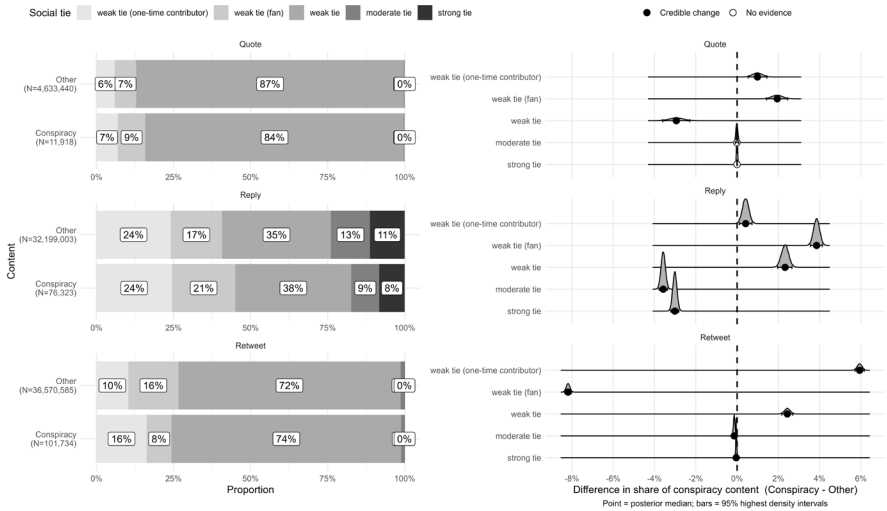 Social tie weak tie (one-time contributor) weak tie (fan) weak tie moderate tie strong tie
Credible change No evidence
Quote
Other
(N=4,633,440)
6% 7% 87% 0%
Conspiracy
(N=11,918)
7% 9% 84% 0%
0% 25% 50% 75% 100%
Reply
Other
(N=32,199,003)
24% 17% 35% 13% 11%
Conspiracy
(N=76,323)
24% 21% 38% 9% 8%
0% 25% 50% 75% 100%
Retweet
Other
(N=36,570,585)
10% 16% 72% 0%
Conspiracy
(N=101,734)
16% 8% 74% 0%
0% 25% 50% 75% 100%
Proportion
Content
Quote
weak tie (one-time contributor)
weak tie (fan)
weak tie
moderate tie
strong tie
Reply
weak tie (one-time contributor)
weak tie (fan)
weak tie
moderate tie
strong tie
Retweet
weak tie (one-time contributor)
weak tie (fan)
weak tie
moderate tie
strong tie
-8% -6% -4% -2% 0% 2% 4% 6%
Difference in share of conspiracy content (Conspiracy - Other)
Point = posterior median; bars = 95% highest density intervals